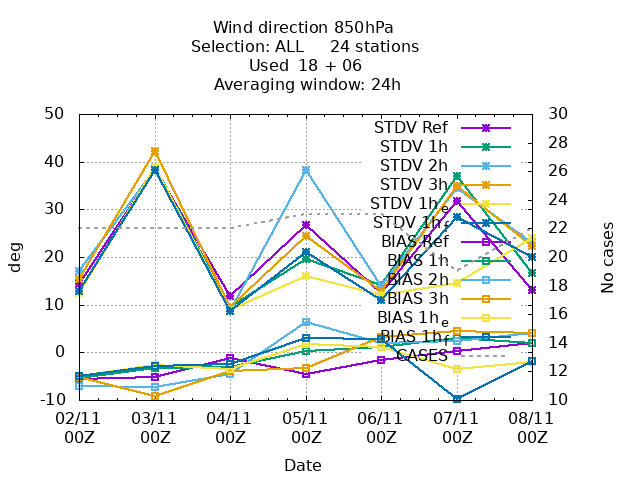 Wind direction 850hPa
Selection: ALL     24 stations
Used  18 + 06
Averaging window: 24h
50
40
30
20
10
0
-10
deg
30
28
26
24
22
20
18
16
14
12
10
No cases
STDV Ref
STDV 1h
STDV 2h
STDV 3h
STDV 1h_e
STDV 1h_f
BIAS Ref
BIAS 1h
BIAS 2h
BIAS 3h
BIAS 1h_e
BIAS 1h_f
CASES
02/11 03/11 04/11 05/11 06/11 07/11 08/11
00Z 00Z 00Z 00Z 00Z 00Z 00Z
Date